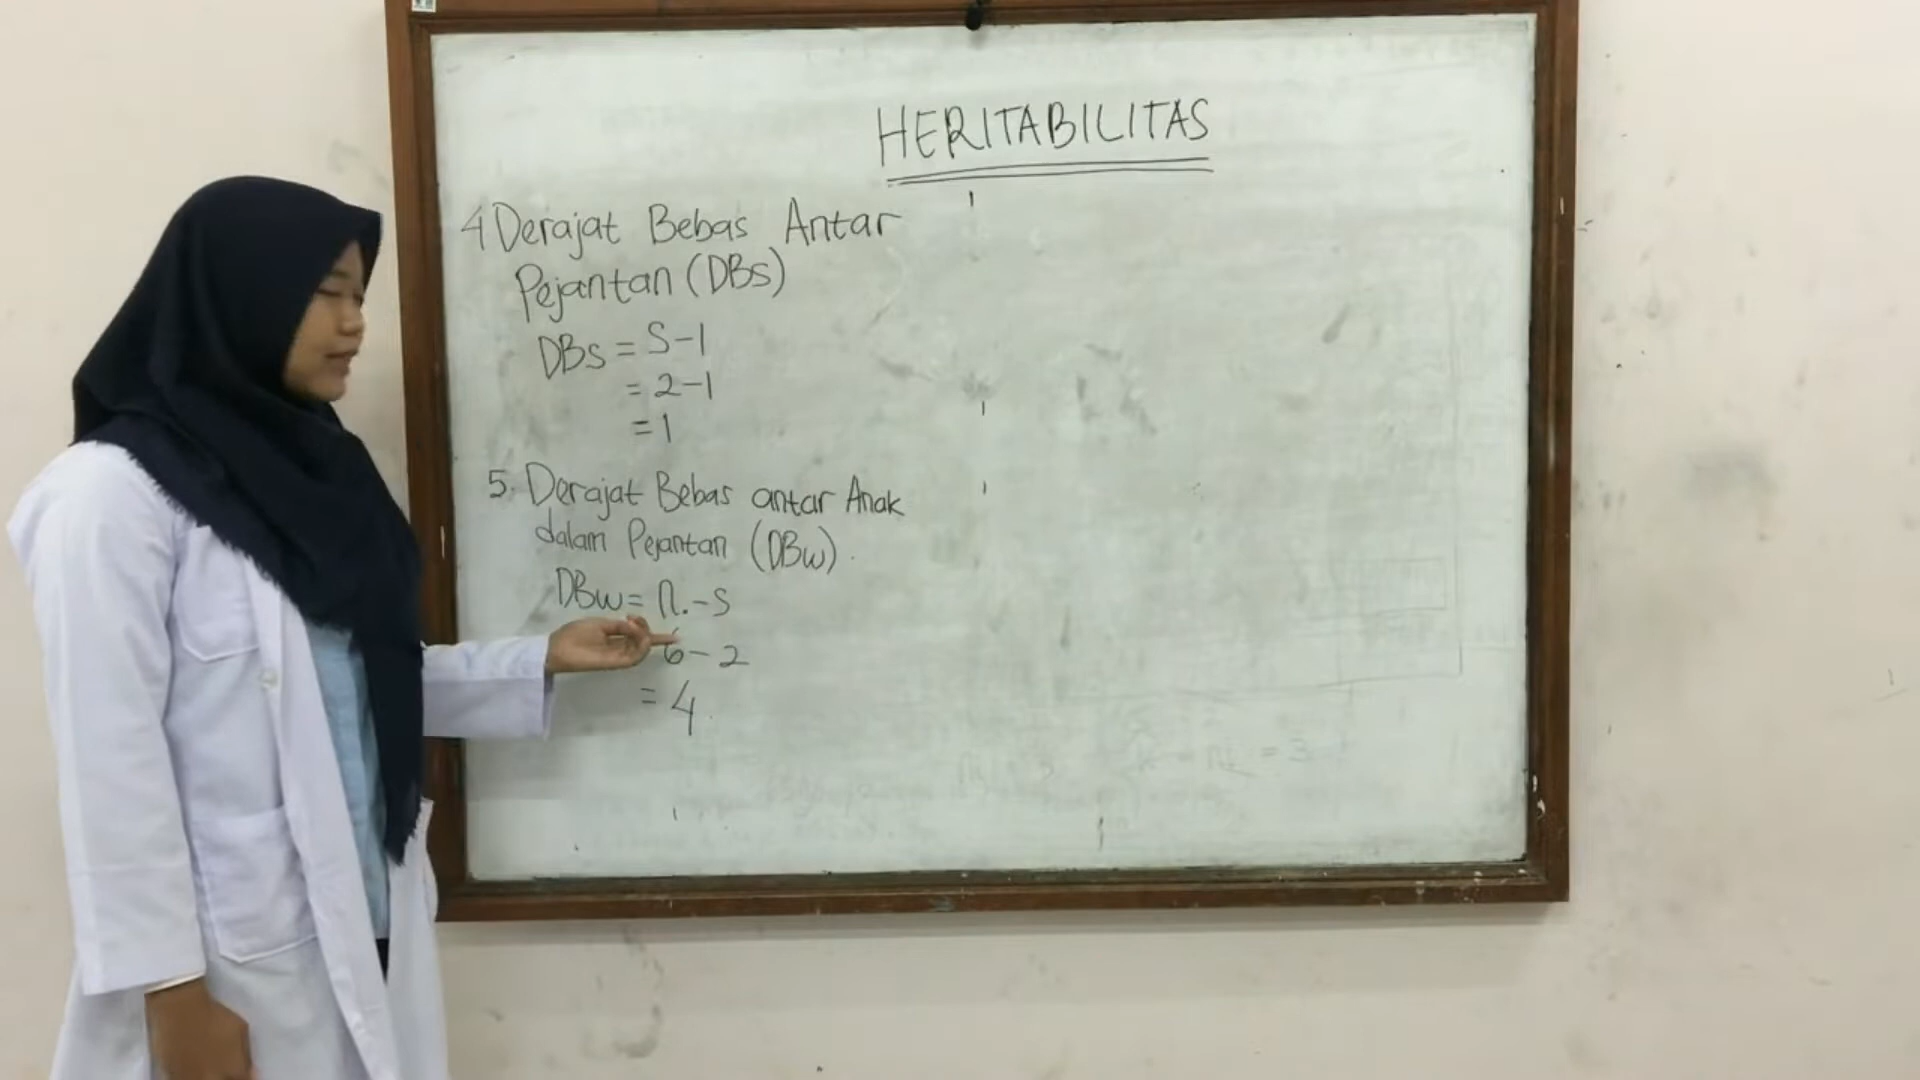 HERITABILITAS
4 Derajat Bebas Antar
Pejantan (DBs)
DBs = S-1
= 2-1
= 1
5. Derajat Bebas antar Anak
dalam Pejantan (DBw).
DBw = n.-s
6-2
= 4
= 3